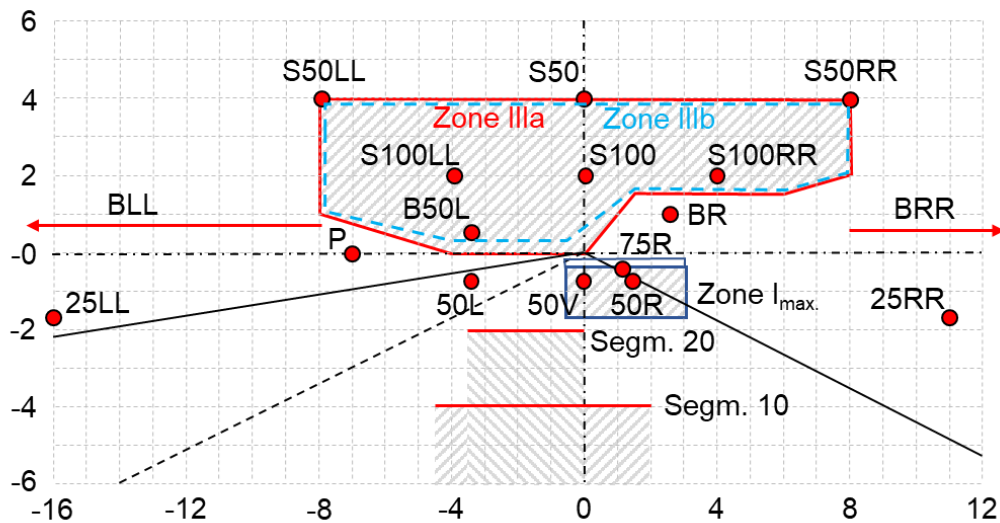 6
S50LL
S50
S50RR
4
Zone IIIa
Zone IIIb
S100LL
S100
S100RR
2
BLL
B50L
BR
BRR
P
75R
-0
25LL
50L
50V
50R
Zone Imax.
25RR
-2
Segm. 20
-4
Segm. 10
-6
-16
-12
-8
-4
0
4
8
12